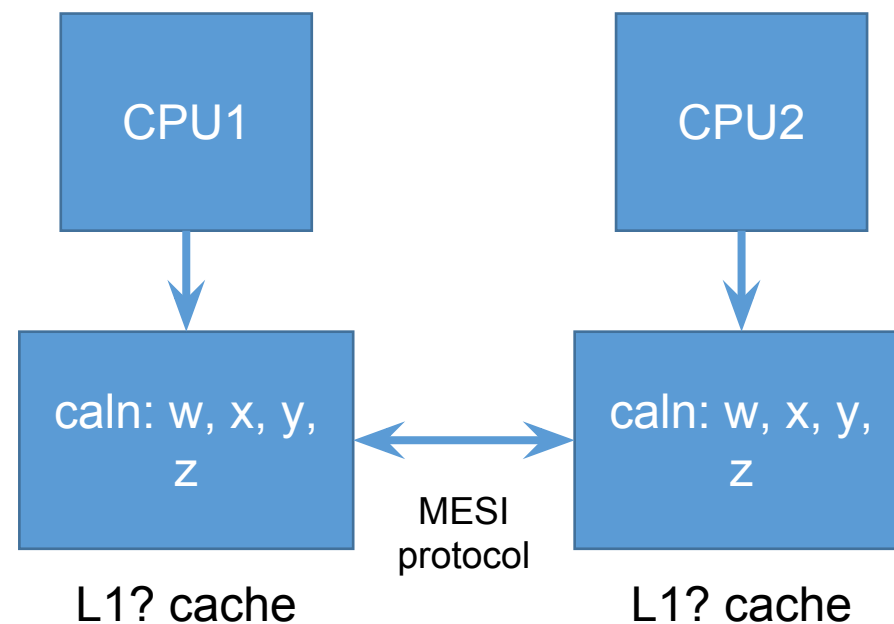 CPU1
CPU2
caln: w, x, y,
z
caln: w, x, y,
z
MESI
protocol
L1? cache
L1? cache